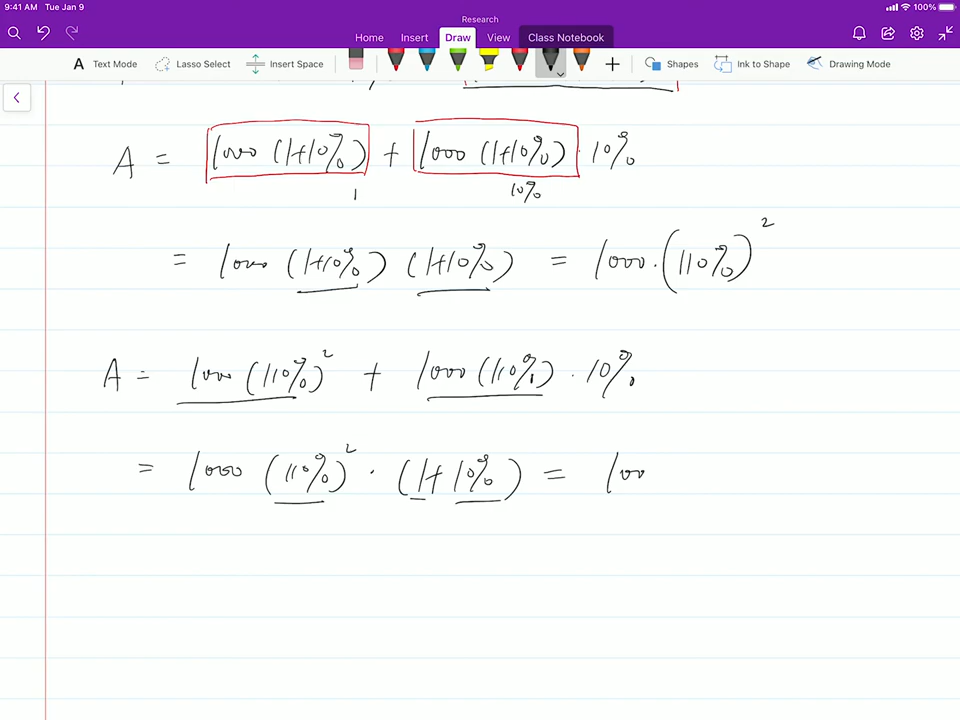 9:41 AM Tue Jan 9 100%
Research
Home Insert Draw View Class Notebook
A Text Mode Lasso Select Insert Space Shapes Ink to Shape Drawing Mode
A = 1000 (1+10%) + 1000 (1+10%) · 10%
1 10%
= 1000 (1+10%) (1+10%) = 1000 · (110%)²
A = 1000 (110%)² + 1000 (110%) · 10%
= 1000 (110%)² · (1+10%) = 100